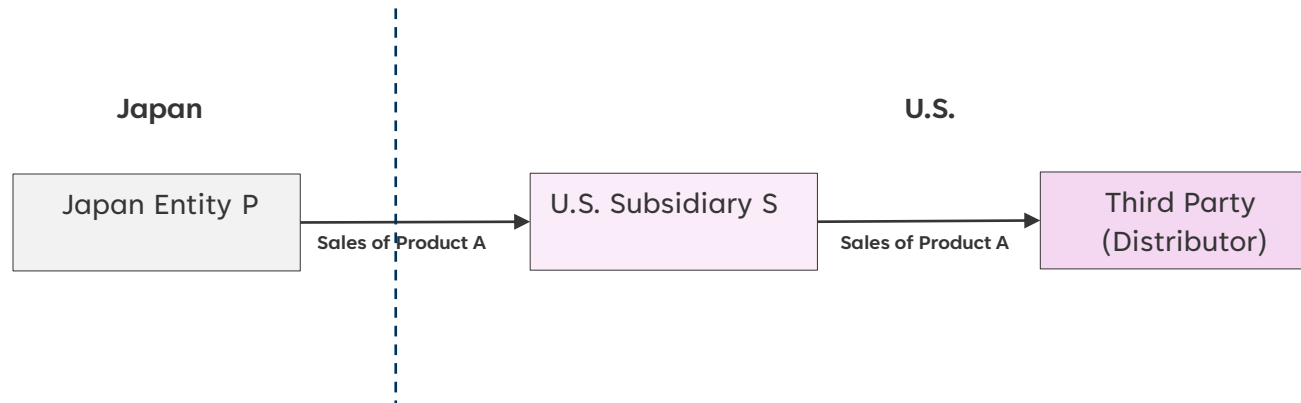 Japan
U.S.
Japan Entity P
U.S. Subsidiary S
Third Party
(Distributor)
Sales of Product A
Sales of Product A